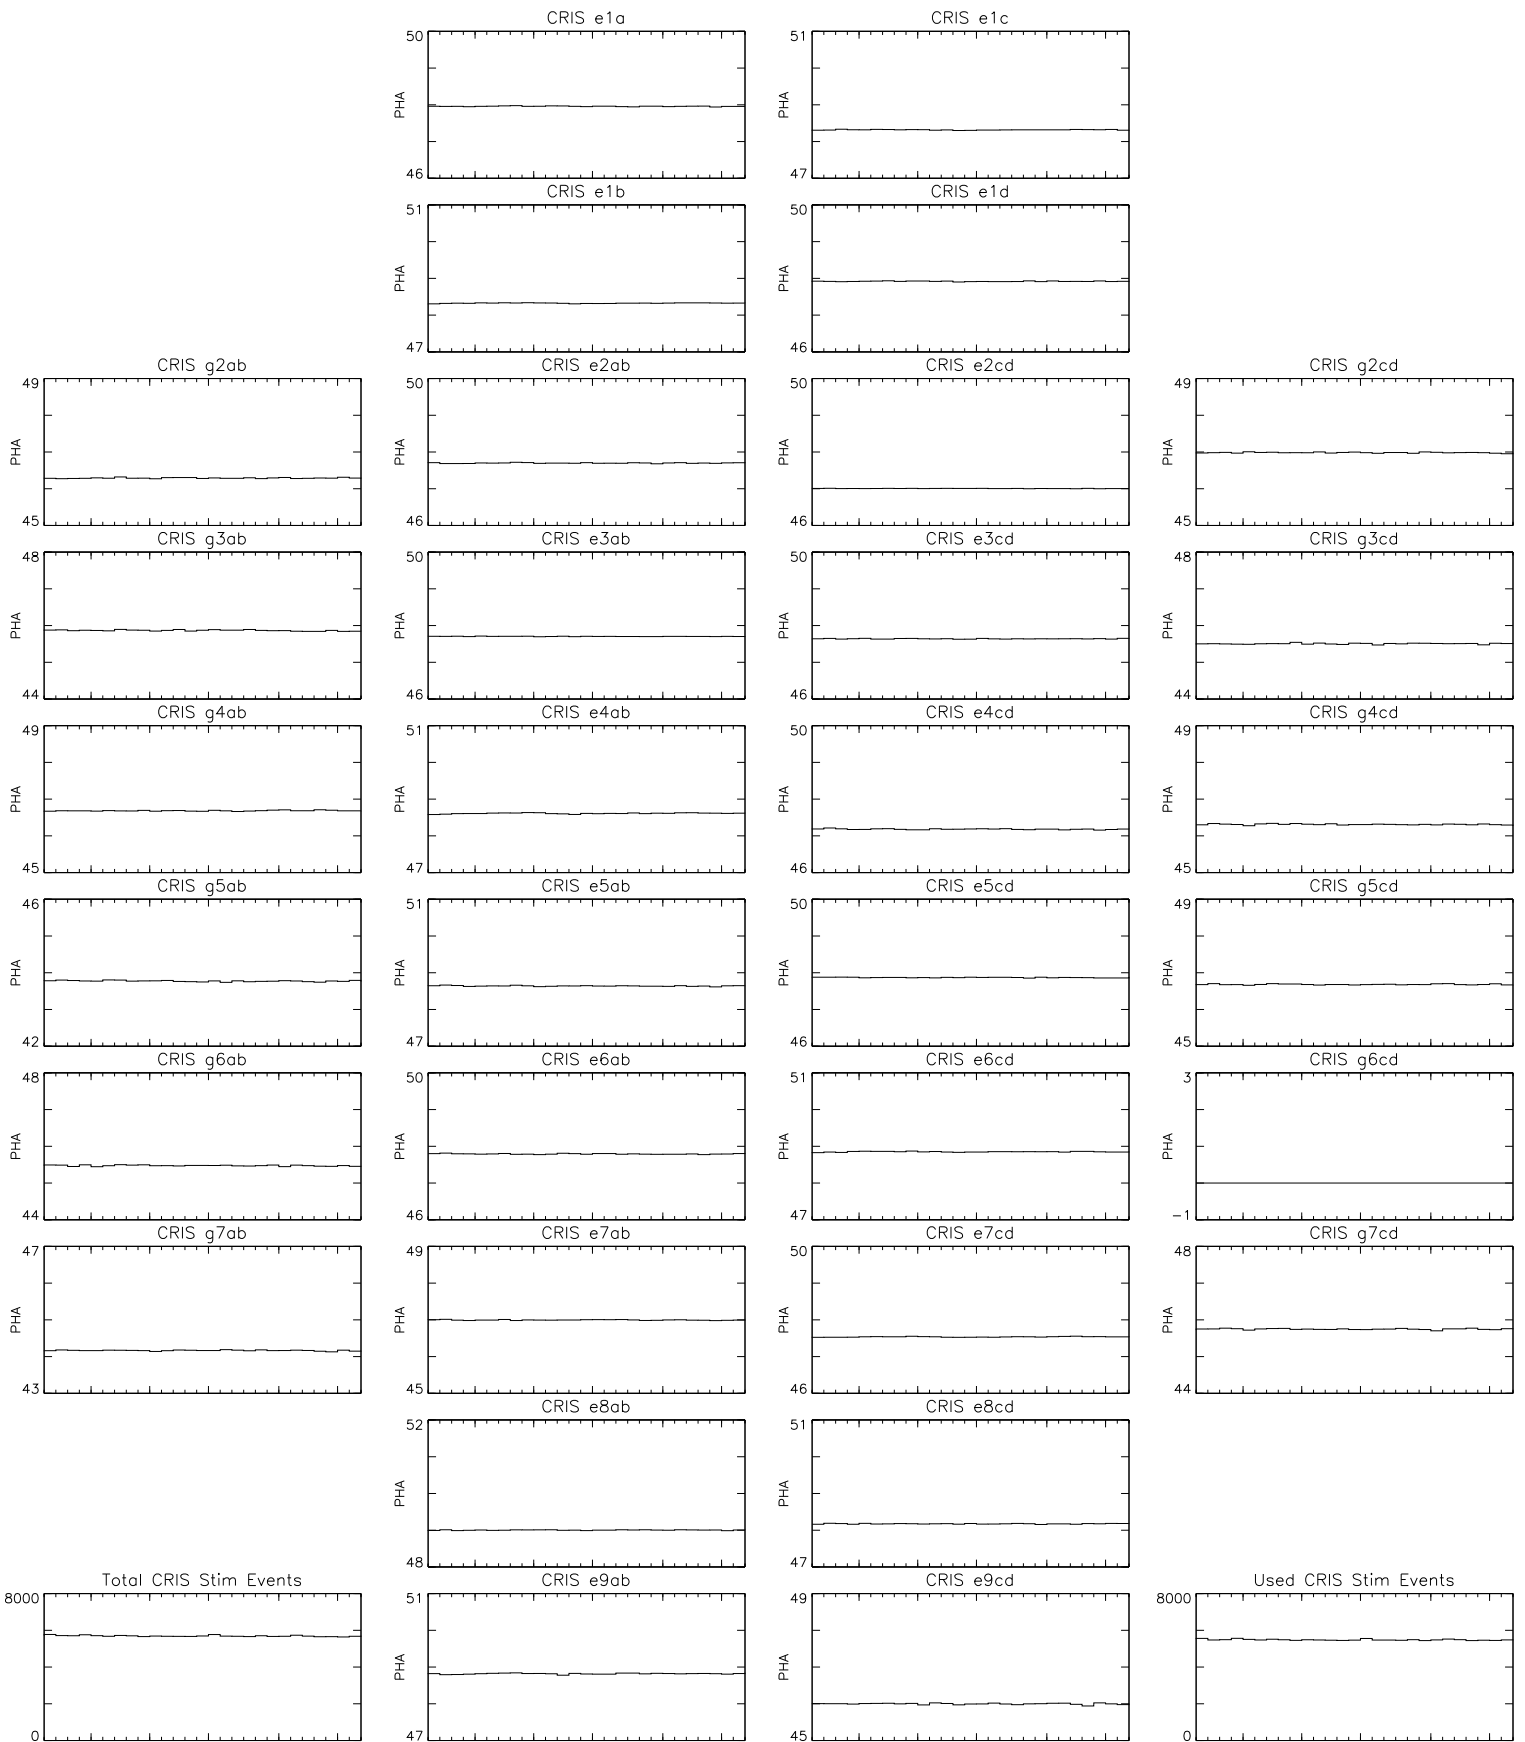 CRIS e1a
50
PHA
46
CRIS e1c
51
PHA
47
CRIS e1b
51
PHA
47
CRIS e1d
50
PHA
46
CRIS g2ab
49
PHA
45
CRIS e2ab
50
PHA
46
CRIS e2cd
50
PHA
46
CRIS g2cd
49
PHA
45
CRIS g3ab
48
PHA
44
CRIS e3ab
50
PHA
46
CRIS e3cd
50
PHA
46
CRIS g3cd
48
PHA
44
CRIS g4ab
49
PHA
45
CRIS e4ab
51
PHA
47
CRIS e4cd
50
PHA
46
CRIS g4cd
49
PHA
45
CRIS g5ab
46
PHA
42
CRIS e5ab
51
PHA
47
CRIS e5cd
50
PHA
46
CRIS g5cd
49
PHA
45
CRIS g6ab
48
PHA
44
CRIS e6ab
50
PHA
46
CRIS e6cd
51
PHA
47
CRIS g6cd
3
PHA
-1
CRIS g7ab
47
PHA
43
CRIS e7ab
49
PHA
45
CRIS e7cd
50
PHA
46
CRIS g7cd
48
PHA
44
CRIS e8ab
52
PHA
48
CRIS e8cd
51
PHA
47
Total CRIS Stim Events
8000
0
CRIS e9ab
51
PHA
47
CRIS e9cd
49
PHA
45
Used CRIS Stim Events
8000
0